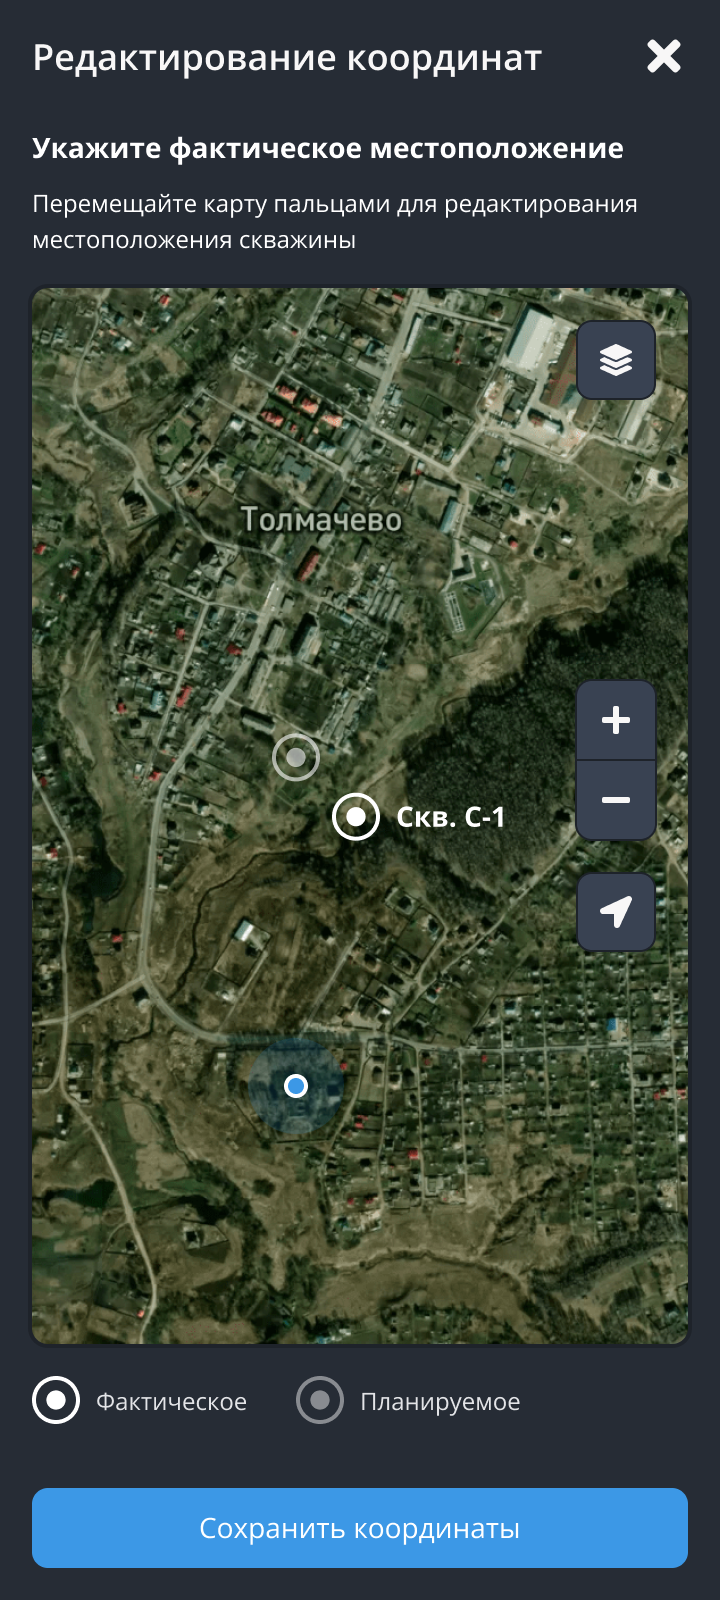 Редактирование координат
Укажите фактическое местоположение
Перемещайте карту пальцами для редактирования
местоположения скважины
Толмачево
Скв. С-1
Фактическое
Планируемое
Сохранить координаты